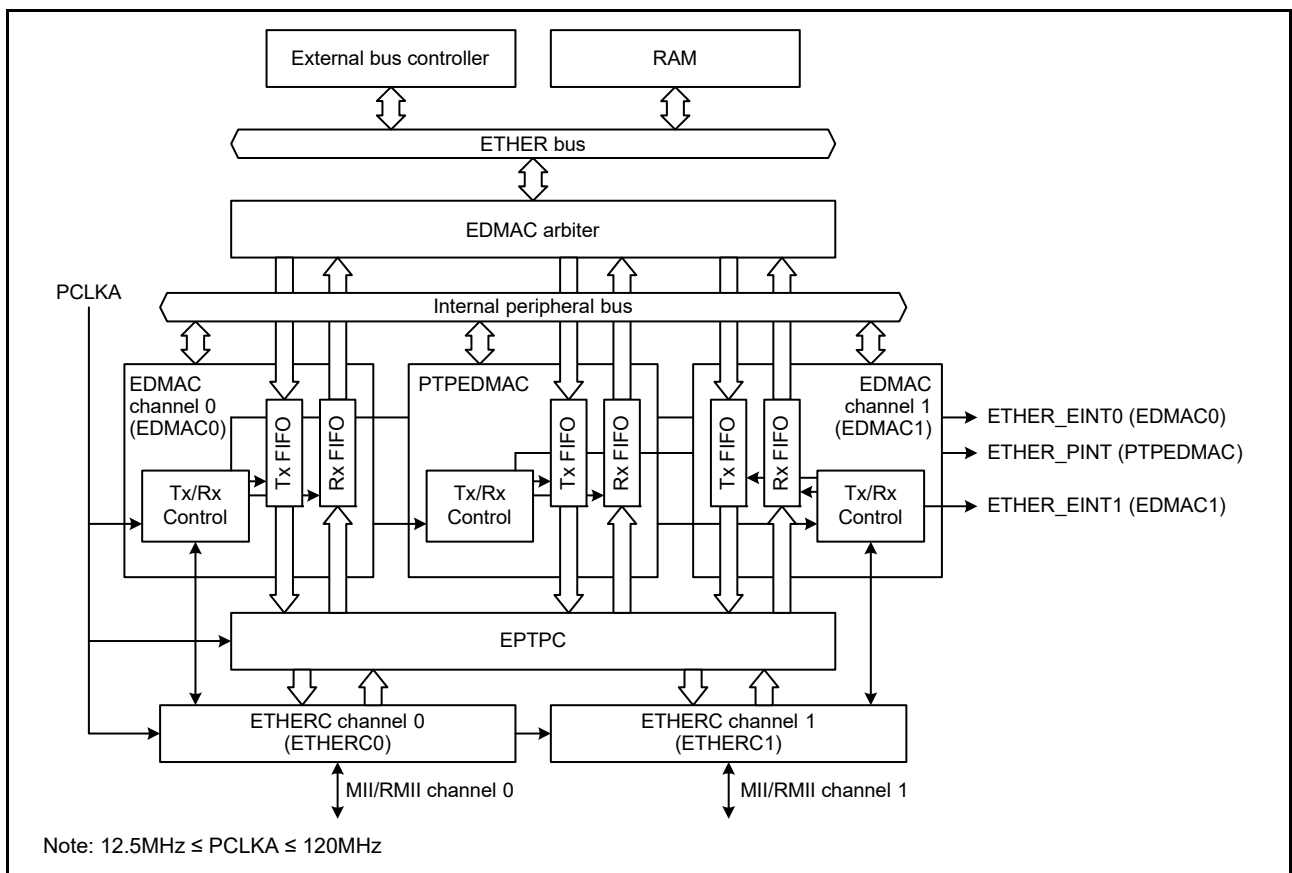 External bus controller
RAM
ETHER bus
EDMAC arbiter
PCLKA
Internal peripheral bus
EDMAC
channel 0
(EDMAC0)
Tx FIFO
Rx FIFO
Tx/Rx
Control
PTPEDMAC
Tx FIFO
Rx FIFO
Tx/Rx
Control
EDMAC
channel 1
(EDMAC1)
Tx FIFO
Rx FIFO
Tx/Rx
Control
ETHER_EINT0 (EDMAC0)
ETHER_PINT (PTPEDMAC)
ETHER_EINT1 (EDMAC1)
EPTPC
ETHERC channel 0
(ETHERC0)
ETHERC channel 1
(ETHERC1)
MII/RMII channel 0
MII/RMII channel 1
Note: 12.5MHz ≤ PCLKA ≤ 120MHz